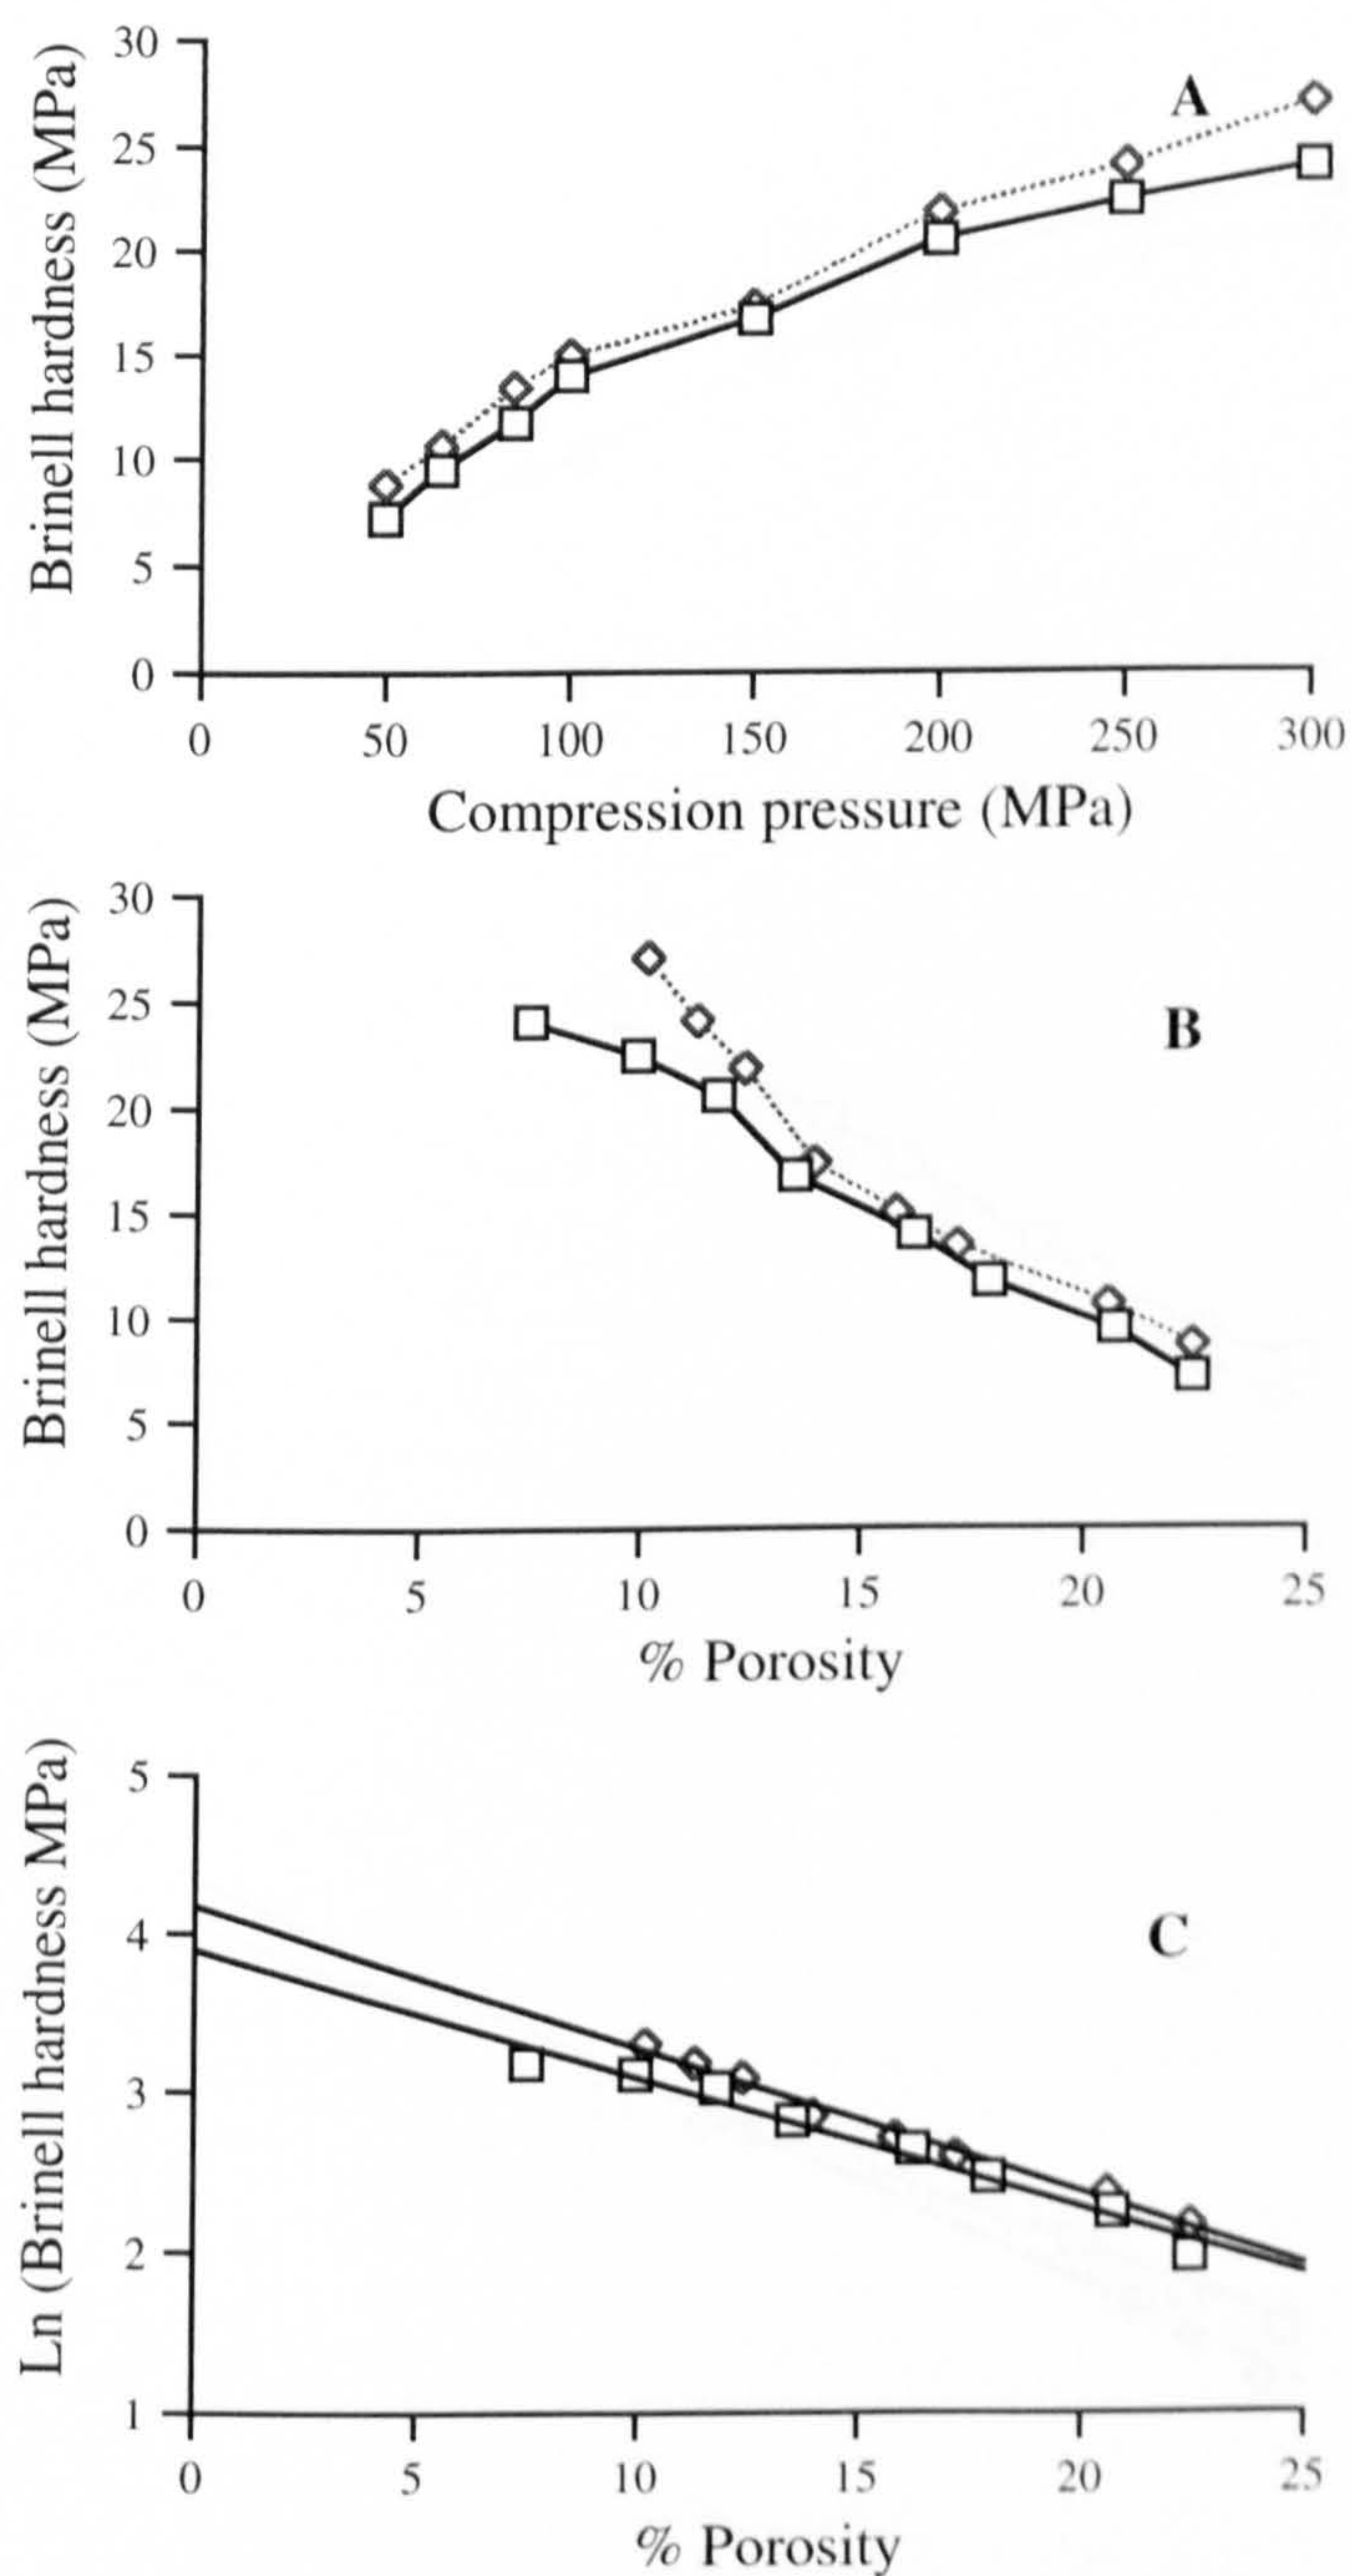 Brinell hardness (MPa)
30
25
20
15
10
5
0
A
0 50 100 150 200 250 300
Compression pressure (MPa)
Brinell hardness (MPa)
30
25
20
15
10
5
0
B
0 5 10 15 20 25
% Porosity
Ln (Brinell hardness MPa)
5
4
3
2
1
C
0 5 10 15 20 25
% Porosity